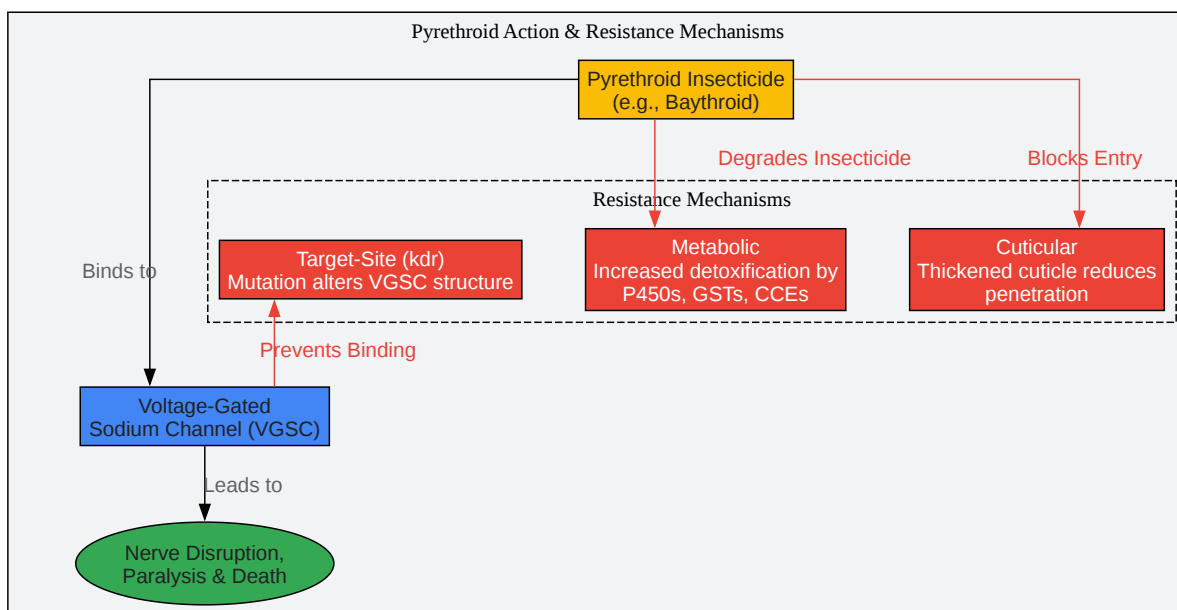 Pyrethroid Action & Resistance Mechanisms
Pyrethroid Insecticide
(e.g., Baythroid)
Degrades Insecticide
Blocks Entry
Resistance Mechanisms
Target-Site (kdr)
Mutation alters VGSC structure
Metabolic
Increased detoxification by
P450s, GSTs, CCEs
Cuticular
Thickened cuticle reduces
penetration
Binds to
Prevents Binding
Voltage-Gated
Sodium Channel (VGSC)
Leads to
Nerve Disruption,
Paralysis & Death